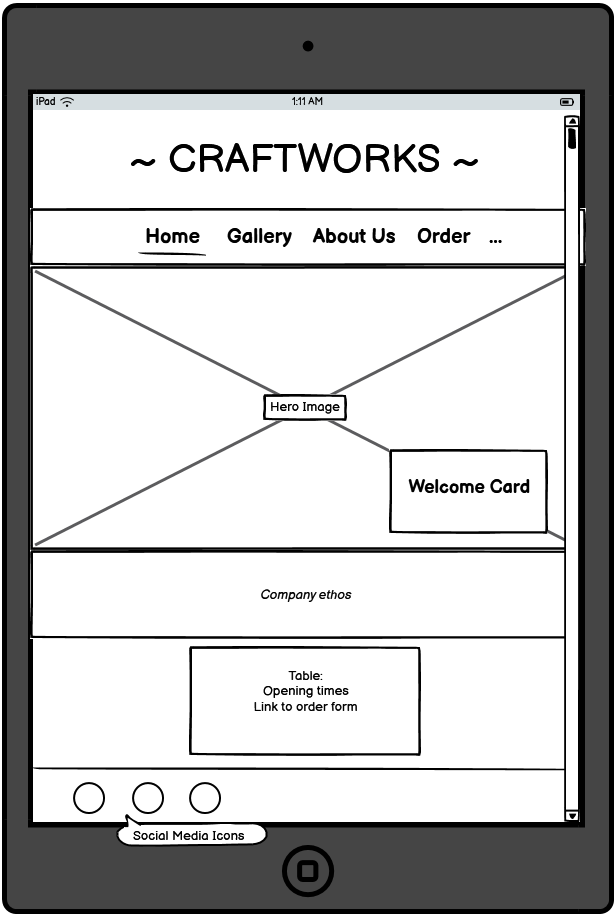 iPad 1:11 AM
~ CRAFTWORKS ~
Home Gallery About Us Order ...
Hero Image
Welcome Card
Company ethos
Table:
Opening times
Link to order form
Social Media Icons